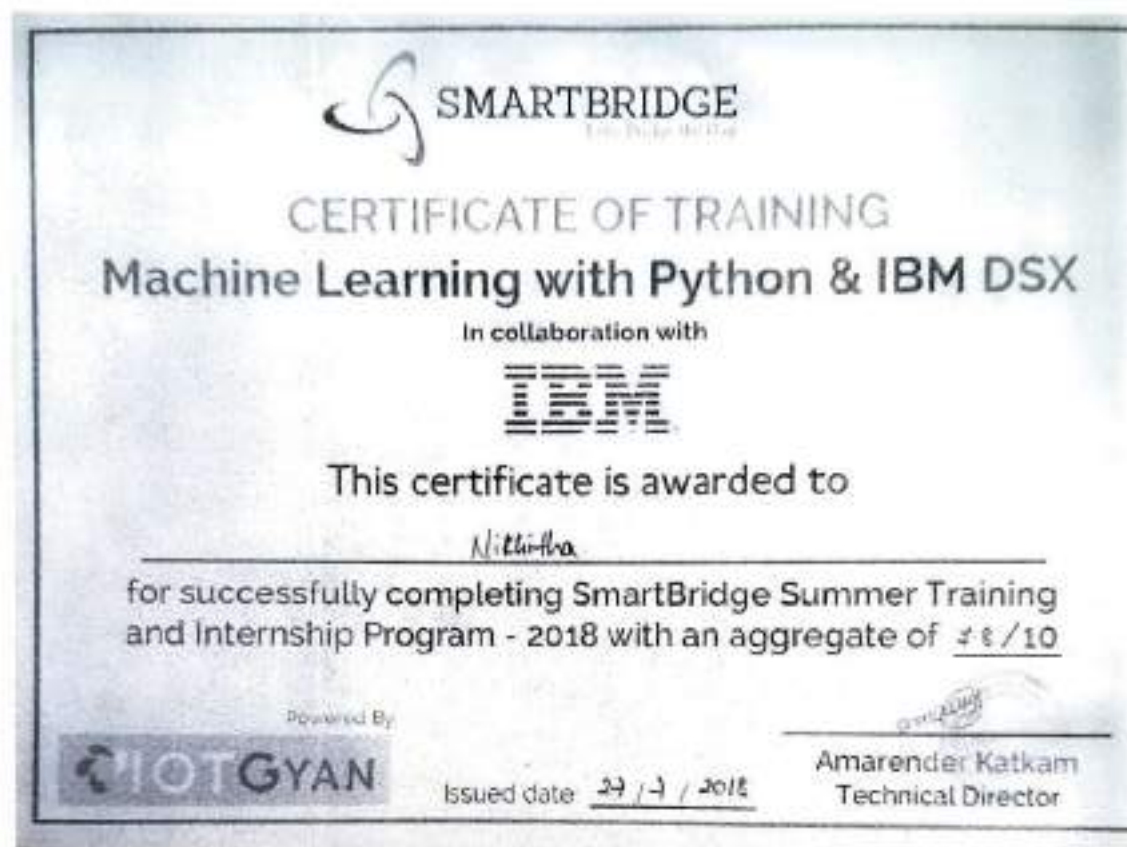 SMARTBRIDGE
CERTIFICATE OF TRAINING
Machine Learning with Python & IBM DSX
In collaboration with
IBM
This certificate is awarded to
for successfully completing SmartBridge Summer Training
and Internship Program - 2018 with an aggregate of /10
Powered By
IOTGYAN
Issued date / / 2018
Amarender Katkam
Technical Director